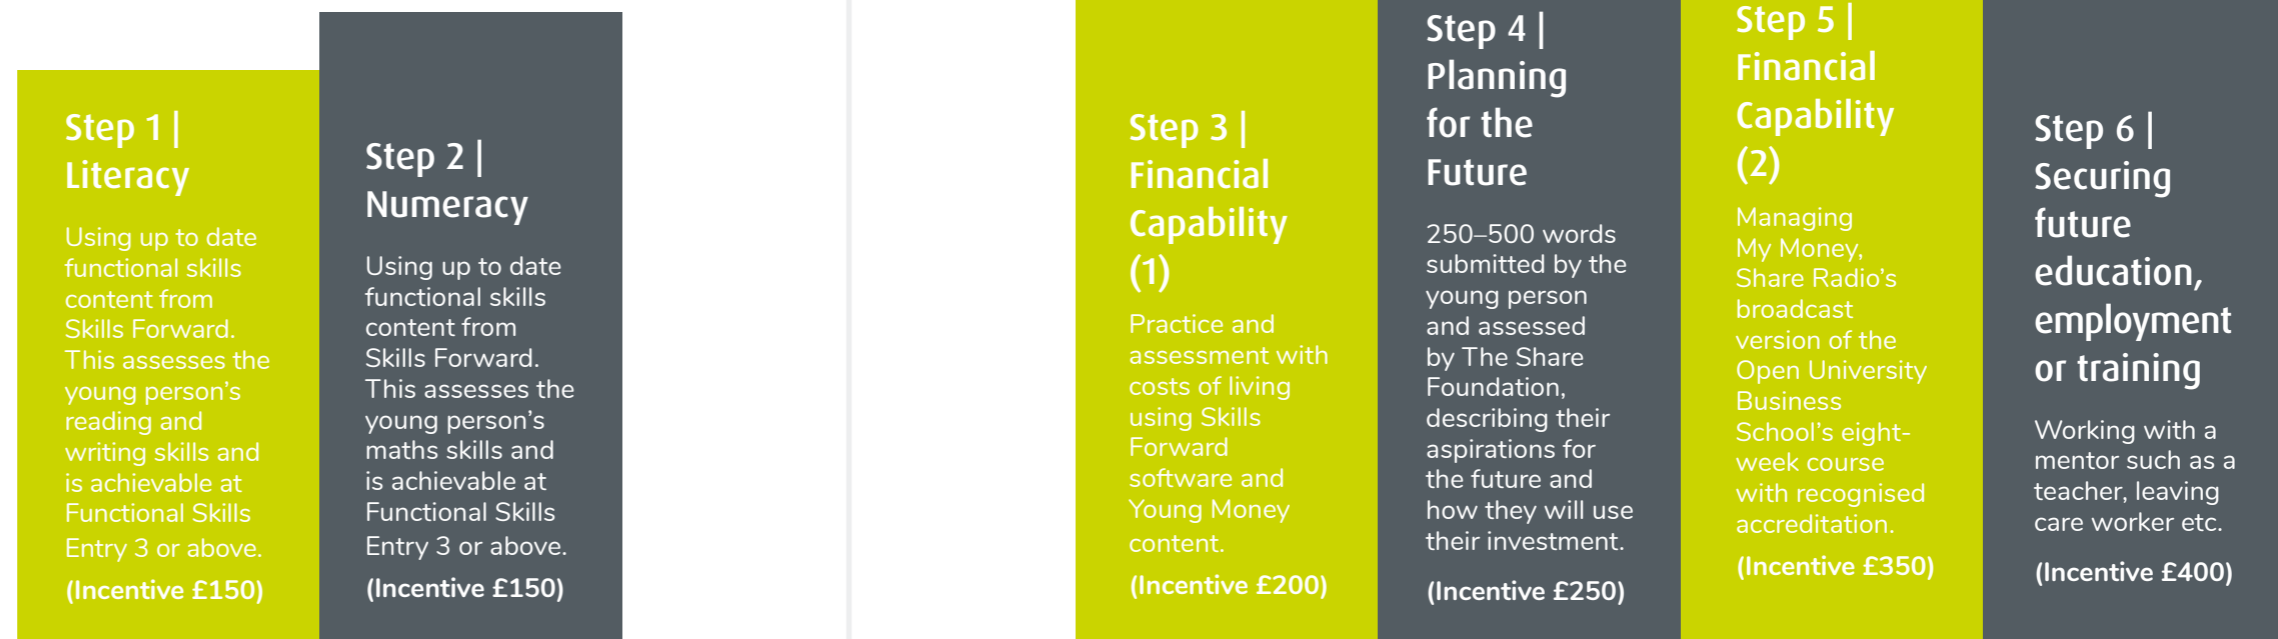 Step 1 |
Literacy
Using up to date
functional skills
content from
Skills Forward.
This assesses the
young person’s
reading and
writing skills and
is achievable at
Functional Skills
Entry 3 or above.
(Incentive £150)
Step 2 |
Numeracy
Using up to date
functional skills
content from
Skills Forward.
This assesses the
young person’s
maths skills and
is achievable at
Functional Skills
Entry 3 or above.
(Incentive £150)
Step 3 |
Financial
Capability
(1)
Practice and
assessment with
costs of living
using Skills
Forward
software and
Young Money
content.
(Incentive £200)
Step 4 |
Planning
for the
Future
250–500 words
submitted by the
young person
and assessed
by The Share
Foundation,
describing their
aspirations for
the future and
how they will use
their investment.
(Incentive £250)
Step 5 |
Financial
Capability
(2)
Managing
My Money,
Share Radio’s
broadcast
version of the
Open University
Business
School’s eight-
week course
with recognised
accreditation.
(Incentive £350)
Step 6 |
Securing
future
education,
employment
or training
Working with a
mentor such as a
teacher, leaving
care worker etc.
(Incentive £400)